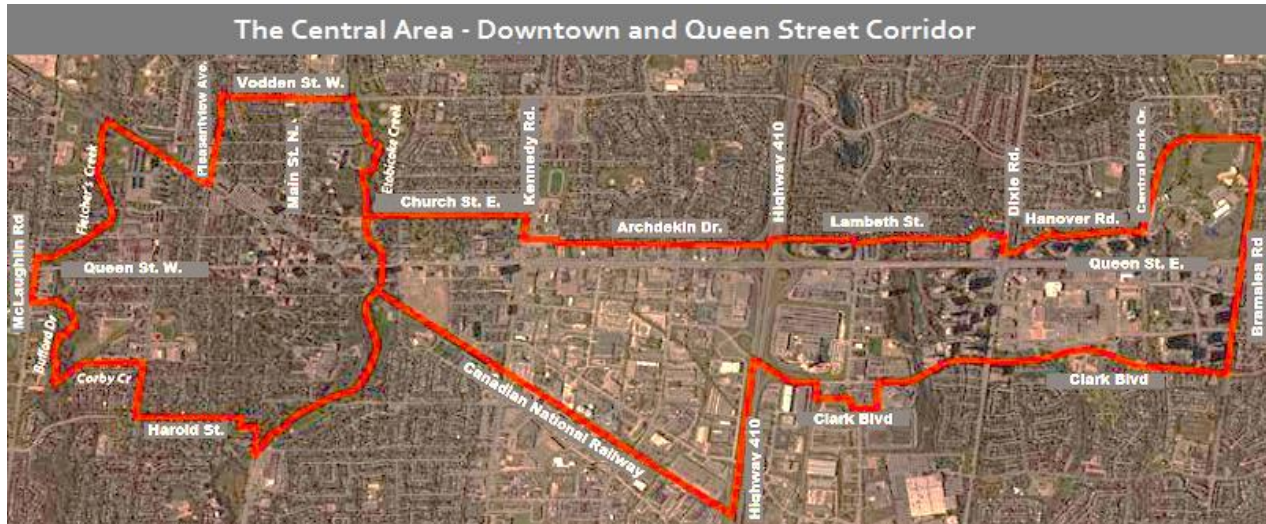 The Central Area - Downtown and Queen Street Corridor
Vodden St. W.
Pleasantview Ave.
Main St. N.
Etobicoke Creek
Fletcher's Creek
Kennedy Rd.
Church St. E.
Highway 410
Archdekin Dr.
Lambeth St.
Dixie Rd.
Hanover Rd.
Central Park Dr.
McLaughlin Rd
Queen St. W.
Queen St. E.
Bramalea Rd
Bufford Dr
Corby Cr
Harold St.
Canadian National Railway
Highway 410
Clark Blvd
Clark Blvd